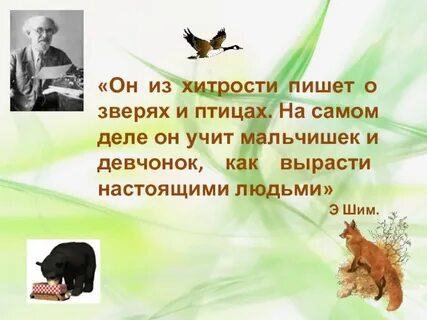 «Он из хитрости пишет о
зверях и птицах. На самом
деле он учит мальчишек и
девчонок, как вырасти
настоящими людьми»
Э Шим.